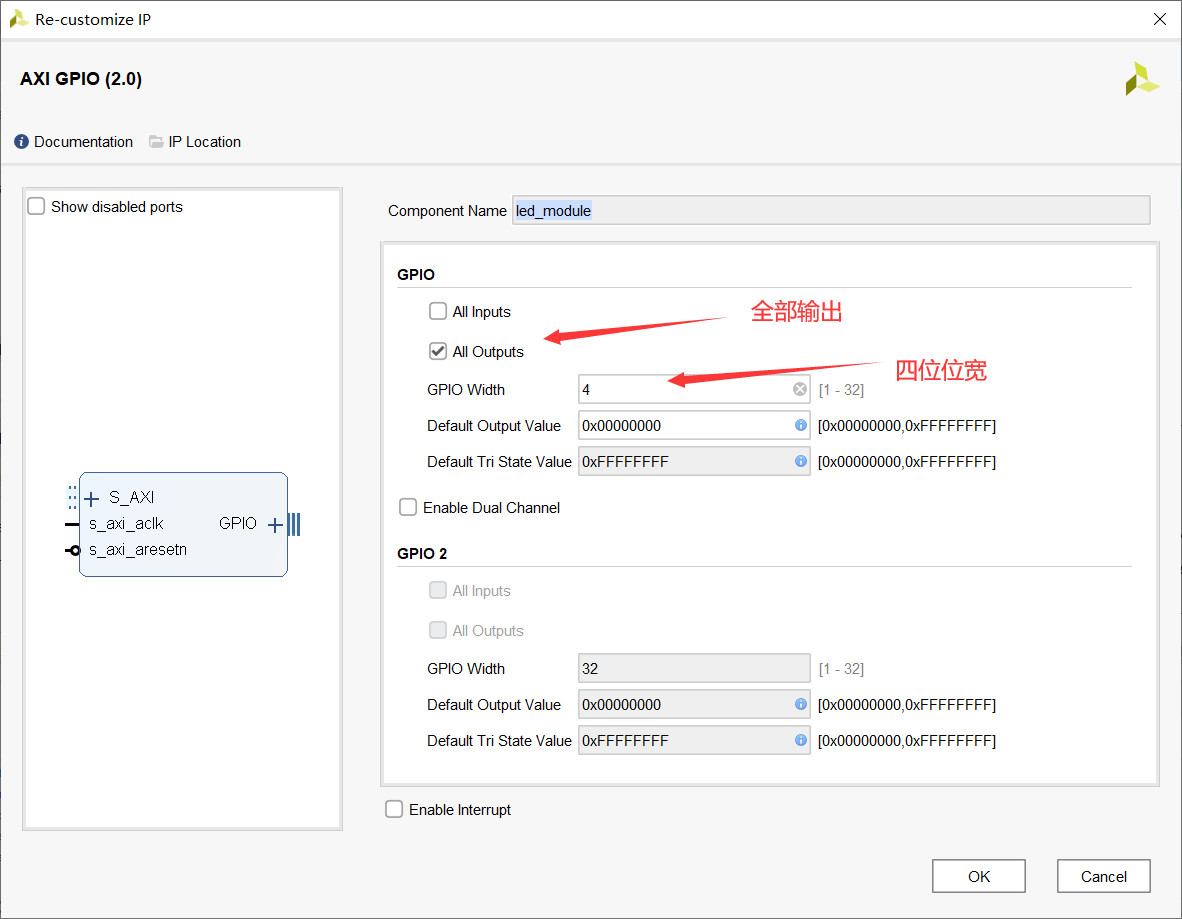 Re-customize IP
AXI GPIO (2.0)
Documentation
IP Location
Show disabled ports
S_AXI
s_axi_aclk
GPIO
s_axi_aresetn
Component Name led_module
GPIO
All Inputs
全部输出
All Outputs
四位位宽
GPIO Width 4 [1 - 32]
Default Output Value 0x00000000 [0x00000000,0xFFFFFFFF]
Default Tri State Value 0xFFFFFFFF [0x00000000,0xFFFFFFFF]
Enable Dual Channel
GPIO 2
All Inputs
All Outputs
GPIO Width 32 [1 - 32]
Default Output Value 0x00000000 [0x00000000,0xFFFFFFFF]
Default Tri State Value 0xFFFFFFFF [0x00000000,0xFFFFFFFF]
Enable Interrupt
OK Cancel